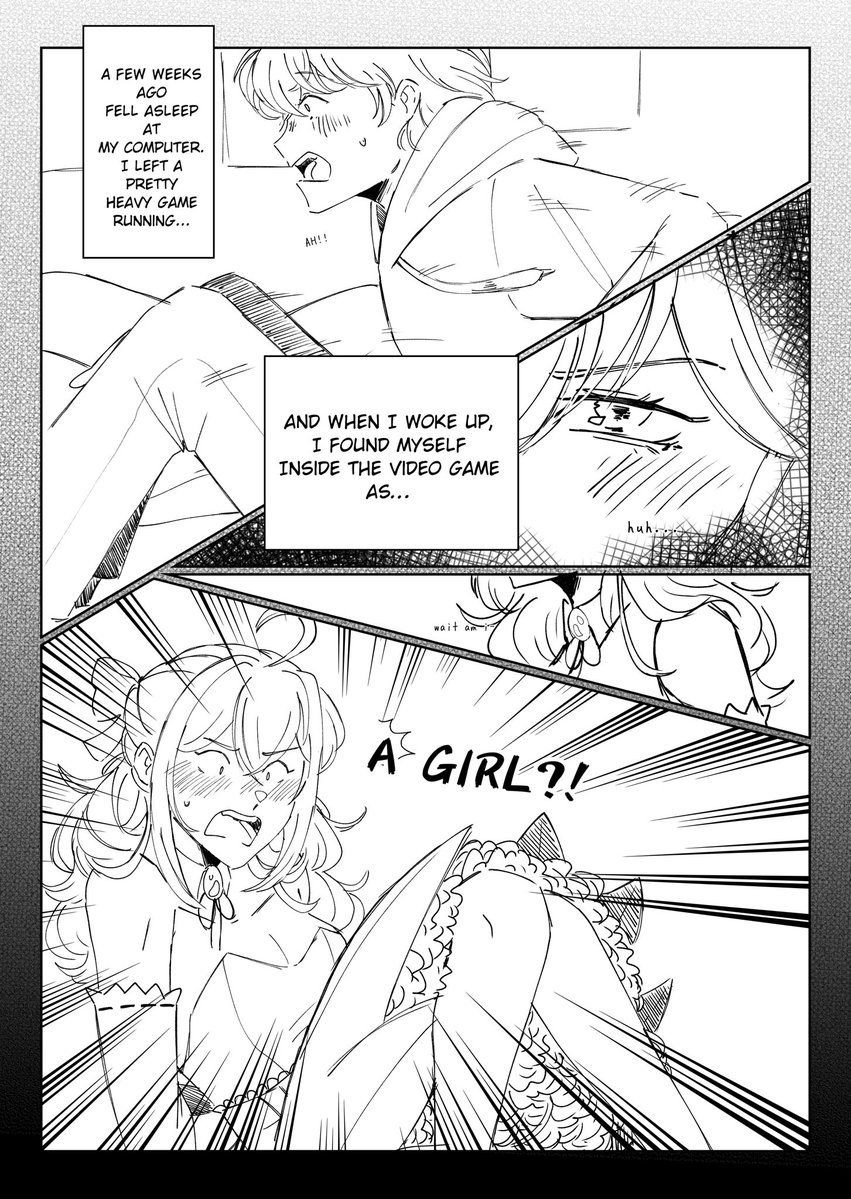 A FEW WEEKS
AGO
FELL ASLEEP
AT
MY COMPUTER.
I LEFT A
PRETTY
HEAVY GAME
RUNNING...
AH!!
AND WHEN I WOKE UP,
I FOUND MYSELF
INSIDE THE VIDEO GAME
AS...
huh....
wait am i-
A GIRL?!